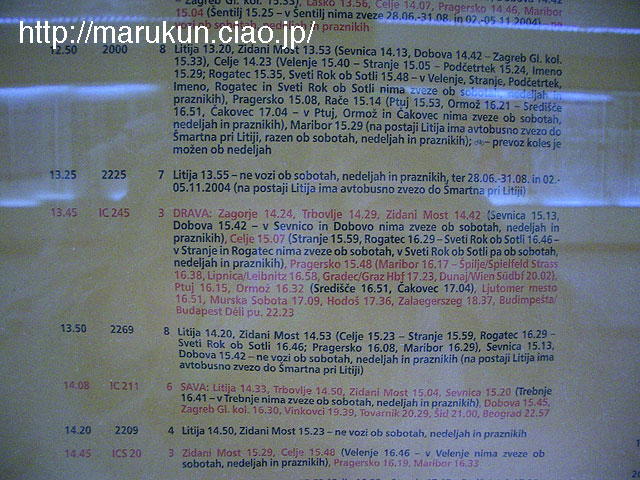 15.04 (Šentilj 15.25 – v Šentilj nima zveze 28.06.-31.08. in 02.
http://marukun.ciao.jp/
12.50 2000 8 Litija 13.20, Zidani Most 13.53 (Sevnica 14.13, Dobova 14.42 – Zagreb Gl. kol.
15.33), Celje 14.23 (Velenje 15.40 – Stranje 15.05 – Podčetrtek 15.24, Imeno
15.29; Rogatec 15.35, Sveti Rok ob Sotli 15.48 – v Velenje, Stranje, Podčetrtek,
Imeno, Rogatec in Sveti Rok ob Sotli nima zveze ob sobotah, nedeljah in
praznikih), Pragersko 15.08, Rače 15.14 (Ptuj 15.53, Ormož 16.21 – Središče
16.51, Čakovec 17.04 – v Ptuj, Ormož in Čakovec nima zveze ob sobotah,
nedeljah in praznikih), Maribor 15.29 (na postaji Litija ima avtobusno zvezo do
Šmartna pri Litiji, razen ob sobotah, nedeljah in praznikih); – prevoz koles je
možen ob nedeljah
13.25 2225 7 Litija 13.55 – ne vozi ob sobotah, nedeljah in praznikih, ter 28.06.-31.08. in 02.-
05.11.2004 (na postaji Litija ima avtobusno zvezo do Šmartna pri Litiji)
13.45 IC 245 3 DRAVA: Zagorje 14.24, Trbovlje 14.29, Zidani Most 14.42 (Sevnica 15.13,
Dobova 15.42 – v Sevnico in Dobovo nima zveze ob sobotah, nedeljah in
praznikih), Celje 15.07 (Stranje 15.59, Rogatec 16.29 – Sveti Rok ob Sotli 16.46 –
v Stranje in Rogatec nima zveze ob sobotah, v Sveti Rok ob Sotli pa ob sobotah,
nedeljah in praznikih), Pragersko 15.48 (Maribor 16.17 – Špilje/Spielfeld Strass
16.38, Lipnica/Leibnitz 16.58, Gradec/Graz Hbf 17.23, Dunaj/Wien Südbf 20.02),
Ptuj 16.15, Ormož 16.32 (Središče 16.51, Čakovec 17.04), Ljutomer mesto
16.51, Murska Sobota 17.09, Hodoš 17.36, Zalaegerszeg 18.37, Budimpešta/
Budapest Déli pu. 22.23
13.50 2269 8 Litija 14.20, Zidani Most 14.53 (Celje 15.23 – Stranje 15.59, Rogatec 16.29 –
Sveti Rok ob Sotli 16.46; Pragersko 16.08, Maribor 16.29), Sevnica 15.13,
Dobova 15.42 – ne vozi ob sobotah, nedeljah in praznikih (na postaji Litija ima
avtobusno zvezo do Šmartna pri Litiji)
14.08 IC 211 6 SAVA: Litija 14.33, Trbovlje 14.50, Zidani Most 15.04, Sevnica 15.20 (Trebnje
16.41 – v Trebnje nima zveze ob sobotah, nedeljah in praznikih), Dobova 15.45,
Zagreb Gl. kol. 16.30, Vinkovci 19.39, Tovarnik 20.29, Šid 21.00, Beograd 22.57
14.20 2209 4 Litija 14.50, Zidani Most 15.23 – ne vozi ob sobotah, nedeljah in praznikih
14.45 ICS 20 3 Zidani Most 15.29, Celje 15.48 (Velenje 16.46 – v Velenje nima zveze ob
sobotah, nedeljah in praznikih), Pragersko 16.19, Maribor 16.33